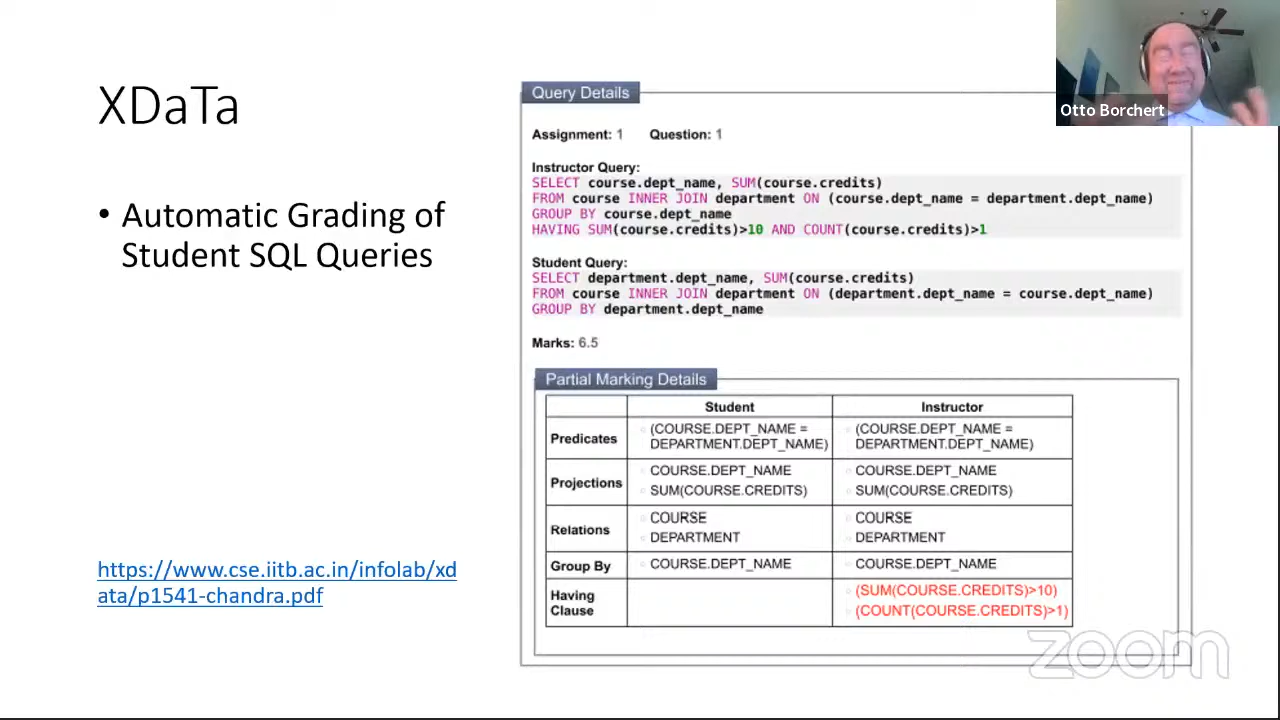 XDaTa
• Automatic Grading of
Student SQL Queries
https://www.cse.iitb.ac.in/infolab/xd
ata/p1541-chandra.pdf
Otto Borchert
Query Details
Assignment: 1 Question: 1
Instructor Query:
SELECT course.dept_name, SUM(course.credits)
FROM course INNER JOIN department ON (course.dept_name = department.dept_name)
GROUP BY course.dept_name
HAVING SUM(course.credits)>10 AND COUNT(course.credits)>1
Student Query:
SELECT department.dept_name, SUM(course.credits)
FROM course INNER JOIN department ON (department.dept_name = course.dept_name)
GROUP BY department.dept_name
Marks: 6.5
Partial Marking Details
Student Instructor
Predicates
(COURSE.DEPT_NAME =
DEPARTMENT.DEPT_NAME)
(COURSE.DEPT_NAME =
DEPARTMENT.DEPT_NAME)
Projections
COURSE.DEPT_NAME
SUM(COURSE.CREDITS)
COURSE.DEPT_NAME
SUM(COURSE.CREDITS)
Relations
COURSE
DEPARTMENT
COURSE
DEPARTMENT
Group By
COURSE.DEPT_NAME
COURSE.DEPT_NAME
Having
Clause
(SUM(COURSE.CREDITS)>10)
(COUNT(COURSE.CREDITS)>1)
zoom